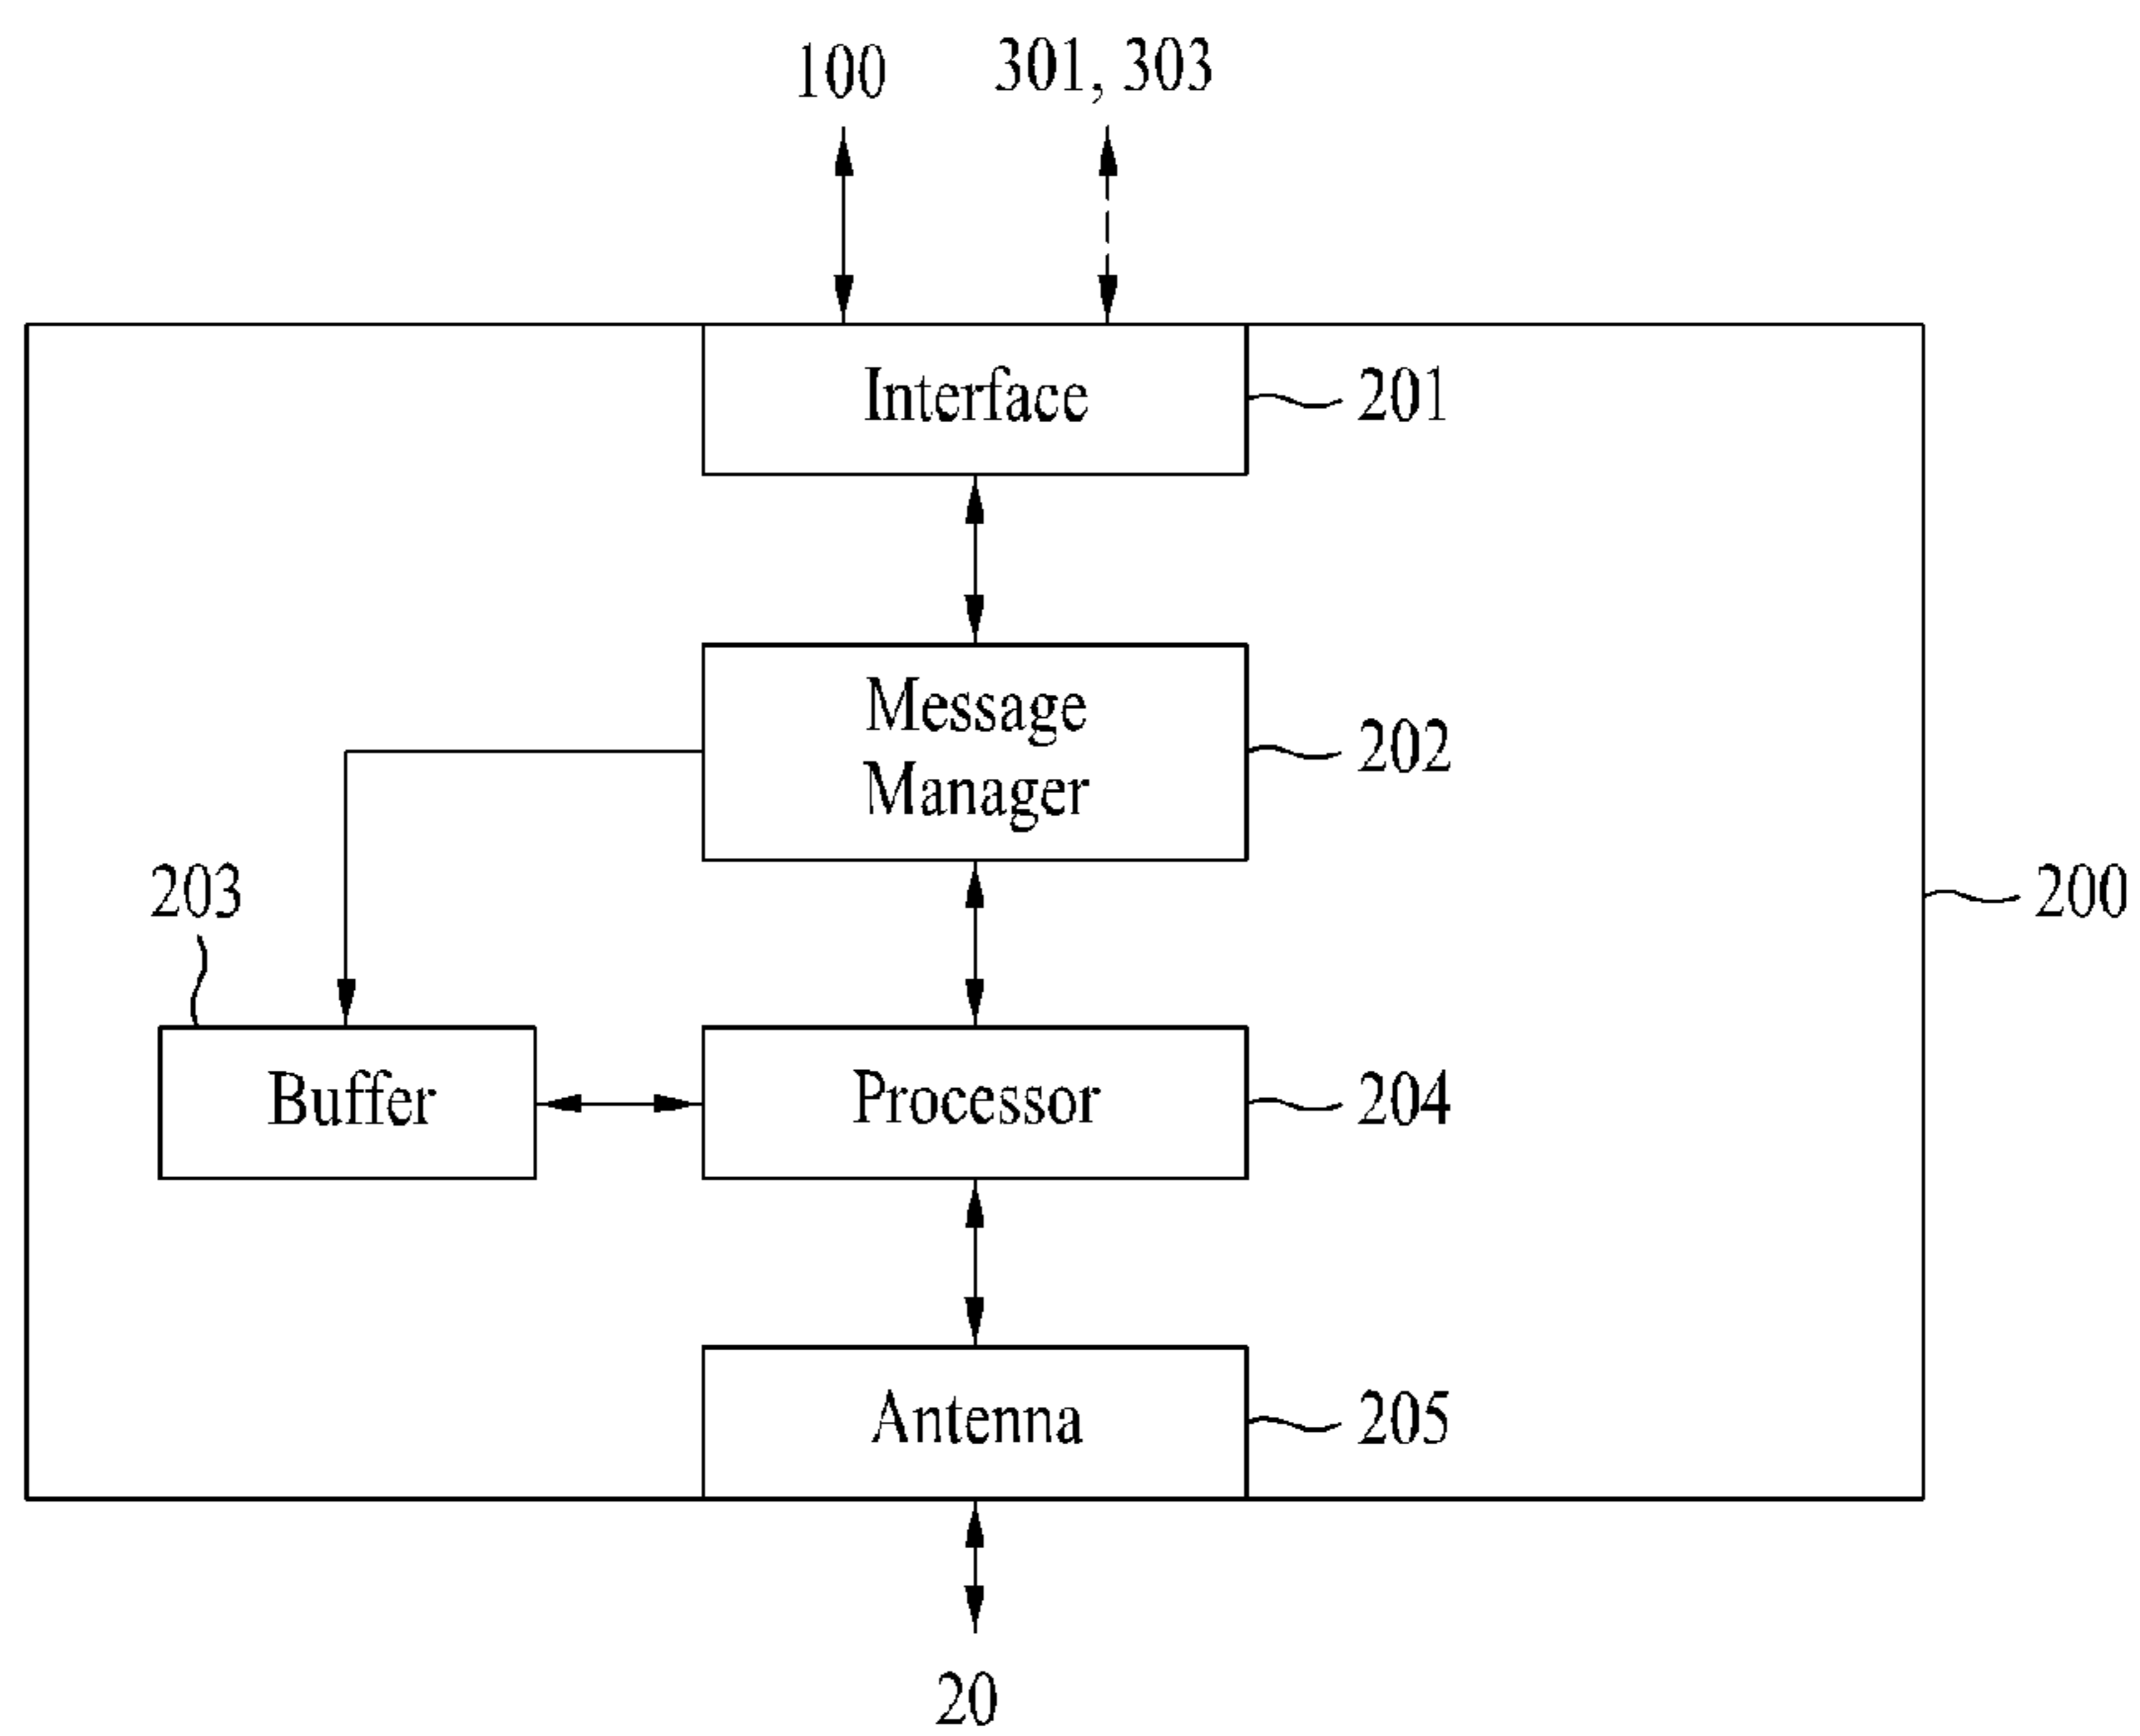 100
301, 303
Interface
201
Message
Manager
202
203
200
Buffer
Processor
204
Antenna
205
20